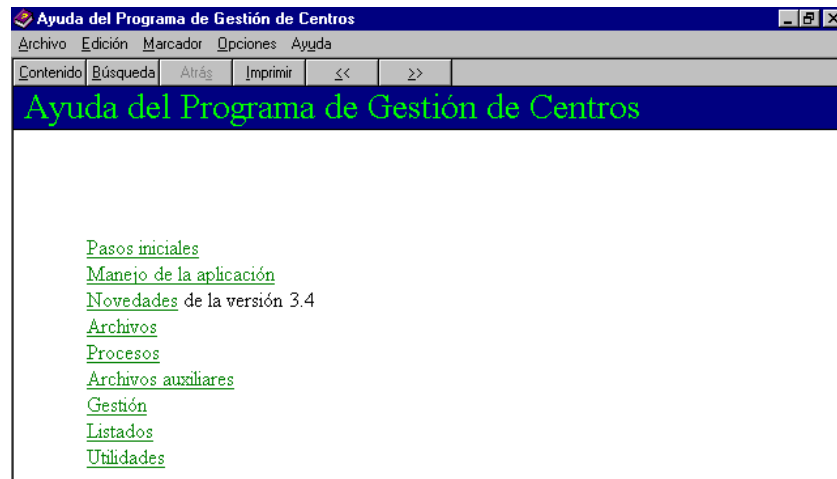 Ayuda del Programa de Gestión de Centros
Archivo Edición Marcador Opciones Ayuda
Contenido Búsqueda Atrás Imprimir << >>
Ayuda del Programa de Gestión de Centros
Pasos iniciales
Manejo de la aplicación
Novedades de la versión 3.4
Archivos
Procesos
Archivos auxiliares
Gestión
Listados
Utilidades